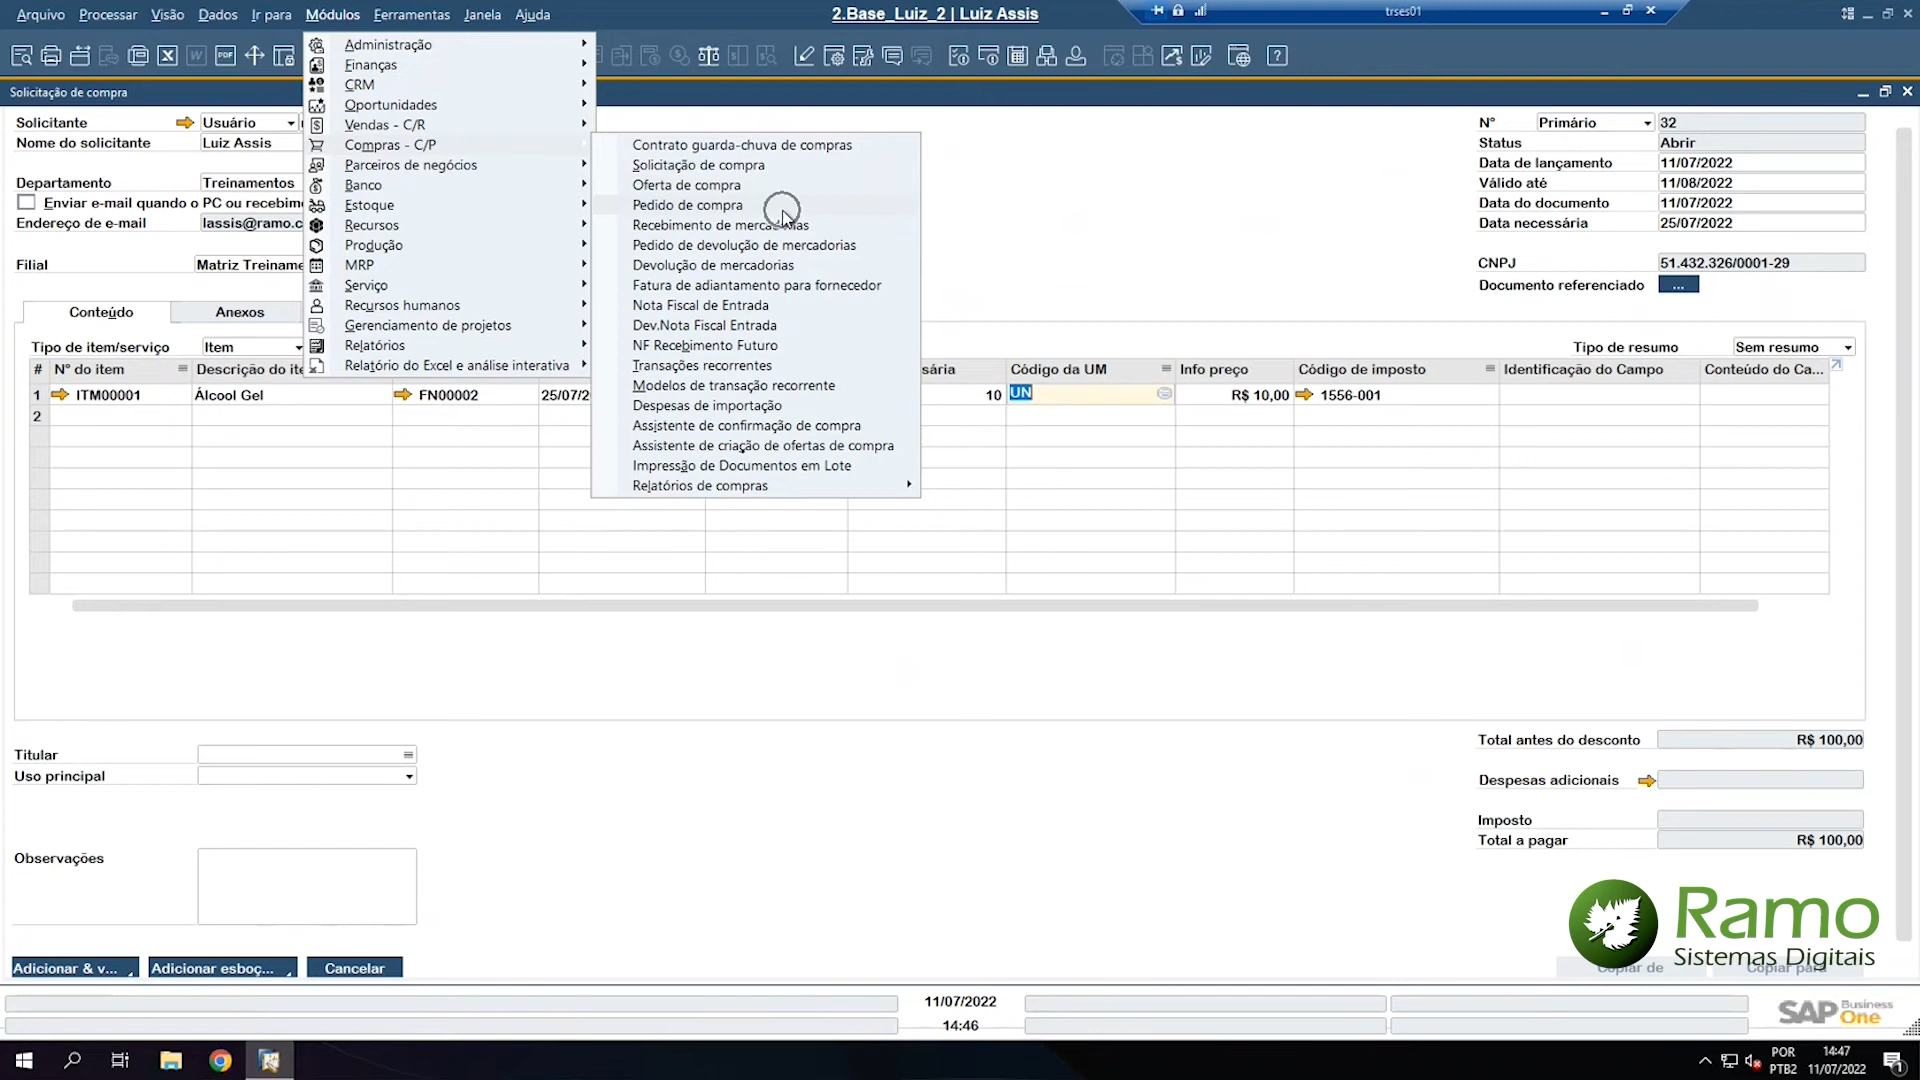 Arquivo Processar Visão Dados Ir para Módulos Ferramentas Janela Ajuda
2.Base_Luiz_2 | Luiz Assis
trses01
Solicitação de compra
Solicitante Usuário
Nome do solicitante Luiz Assis
Departamento Treinamentos
Enviar e-mail quando o PC ou recebim
Endereço de e-mail lassis@ramo.c
Filial Matriz Treiname
Administração
Finanças
CRM
Oportunidades
Vendas - C/R
Compras - C/P
Parceiros de negócios
Banco
Estoque
Recursos
Produção
MRP
Serviço
Recursos humanos
Gerenciamento de projetos
Relatórios
Relatório do Excel e análise interativa
Contrato guarda-chuva de compras
Solicitação de compra
Oferta de compra
Pedido de compra
Recebimento de mercadorias
Pedido de devolução de mercadorias
Devolução de mercadorias
Fatura de adiantamento para fornecedor
Nota Fiscal de Entrada
Dev.Nota Fiscal Entrada
NF Recebimento Futuro
Transações recorrentes
Modelos de transação recorrente
Despesas de importação
Assistente de confirmação de compra
Assistente de criação de ofertas de compra
Impressão de Documentos em Lote
Relatórios de compras
N° Primário 32
Status Abrir
Data de lançamento 11/07/2022
Válido até 11/08/2022
Data do documento 11/07/2022
Data necessária 25/07/2022
CNPJ 51.432.326/0001-29
Documento referenciado ...
Conteúdo Anexos
Tipo de item/serviço Item
Tipo de resumo Sem resumo
# N° do item Descrição do ite sária Código da UM Info preço Código de imposto Identificação do Campo Conteúdo do Ca...
1 ITM00001 Álcool Gel FN00002 25/07/2 10 UN R$ 10,00 1556-001
2
Titular
Uso principal
Observações
Total antes do desconto R$ 100,00
Despesas adicionais
Imposto
Total a pagar R$ 100,00
Ramo
Sistemas Digitais
Adicionar & v... Adicionar esboç... Cancelar
Copiar de Copiar para
11/07/2022
14:46
SAP Business One
POR
PTB2
14:47
11/07/2022
1